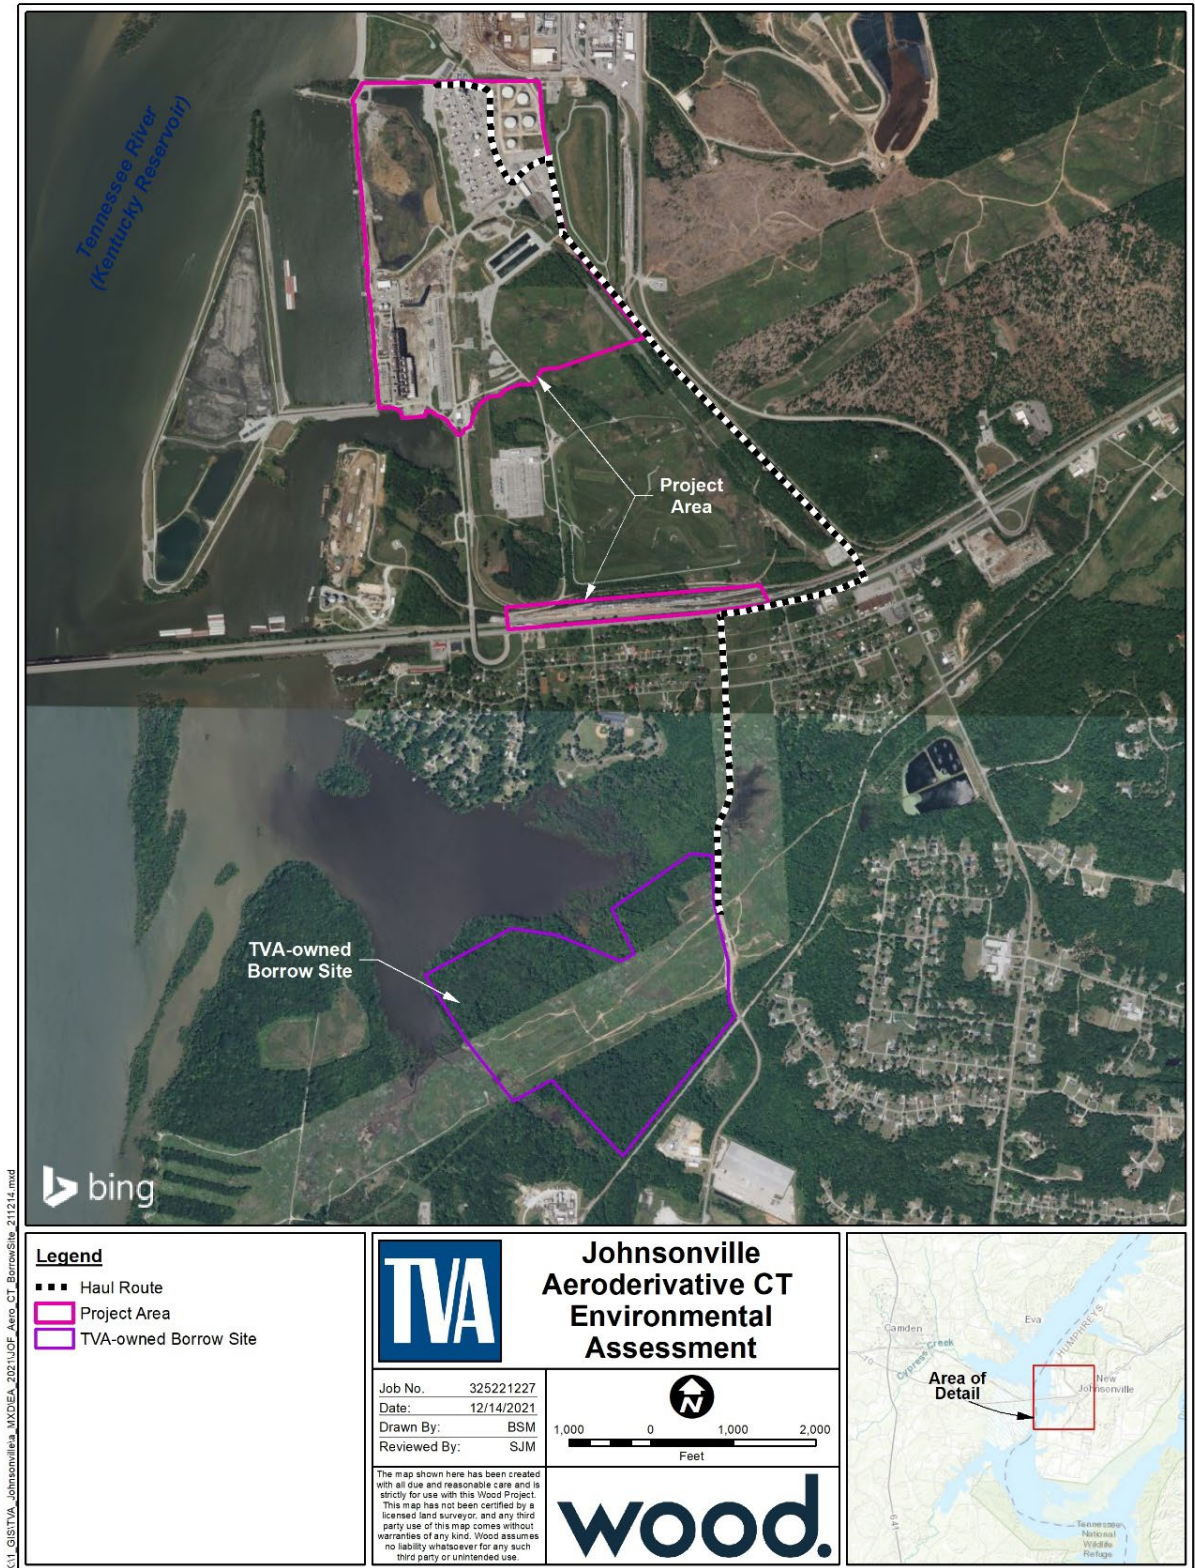 Tennessee River
(Kentucky Reservoir)
Project
Area
TVA-owned
Borrow Site
bing
Legend
Haul Route
Project Area
TVA-owned Borrow Site
TVA
Johnsonville
Aeroderivative CT
Environmental
Assessment
Job No. 325221227
Date: 12/14/2021
Drawn By: BSM
Reviewed By: SJM
N
1,000 0 1,000 2,000
Feet
The map shown here has been created
with all due and reasonable care and is
strictly for use with this Wood Project.
This map has not been certified by a
licensed land surveyor, and any third
party use of this map comes without
warranties of any kind. Wood assumes
no liability whatsoever for any such
third party or unintended use.
wood.
Eva
Camden
Cypress Creek
HUMPHREYS
New
Johnsonville
Area of
Detail
70
641
Tennessee
National
Wildlife
Refuge